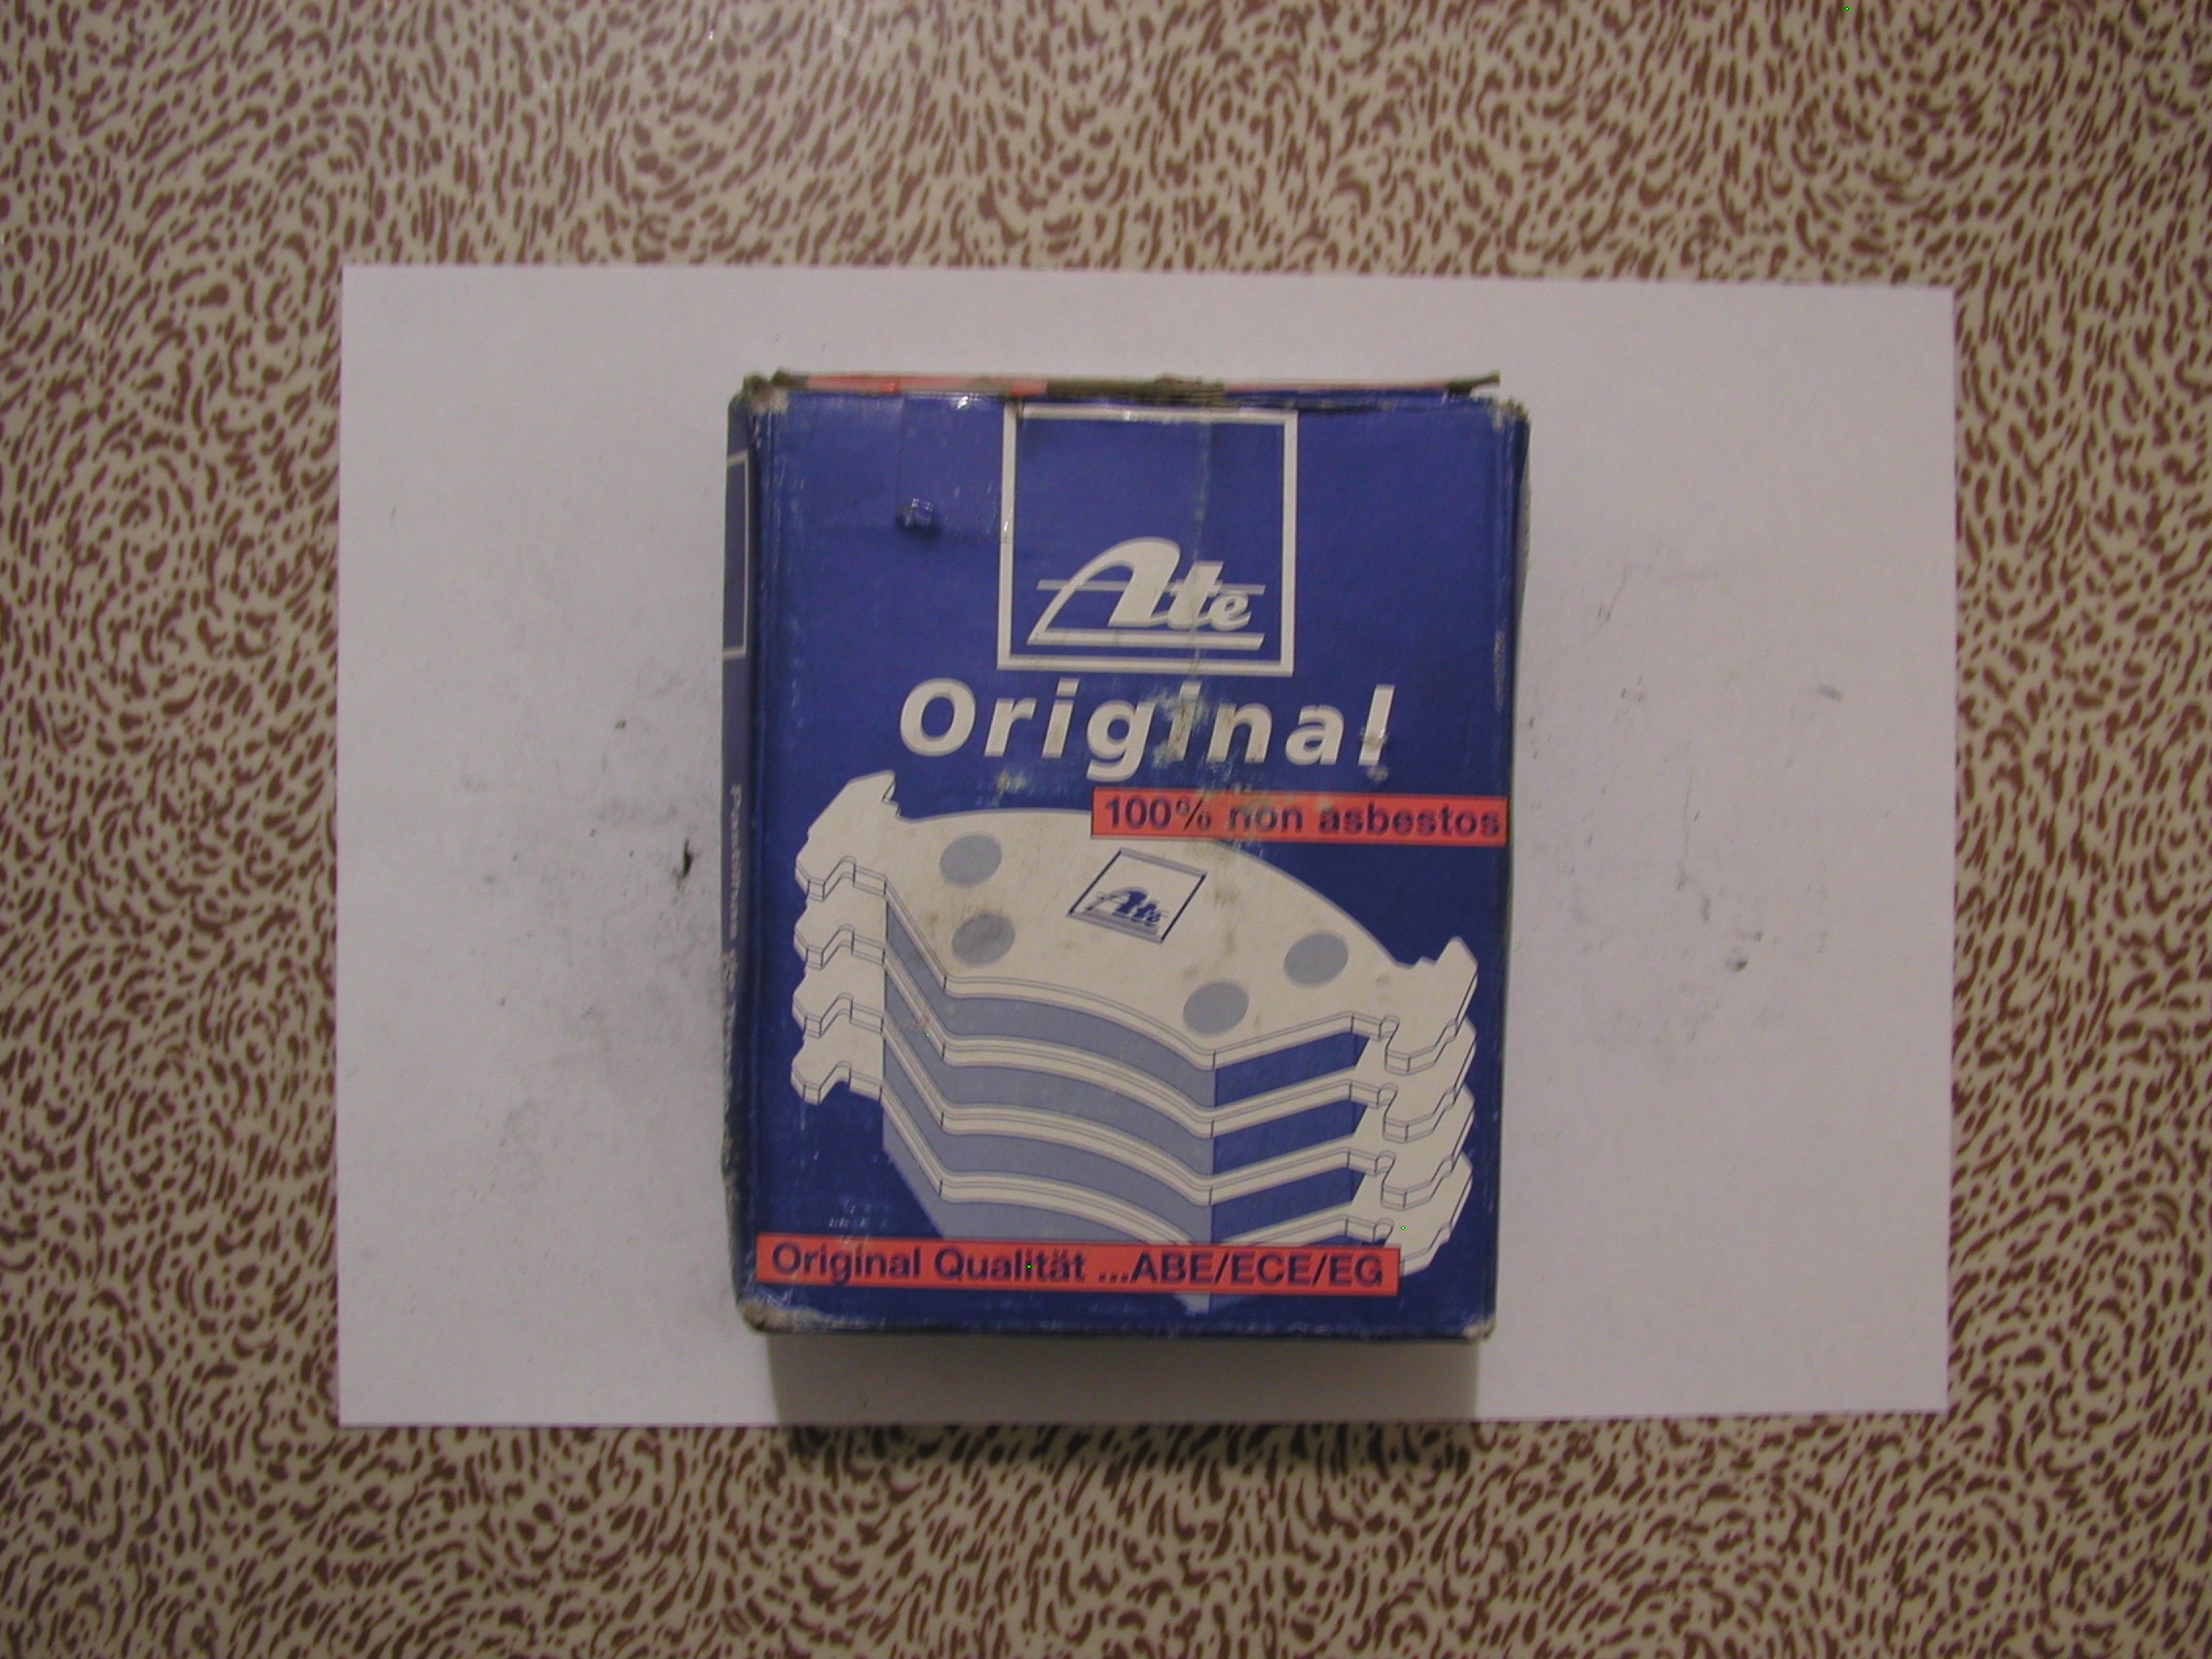 Ate
Original
100% non asbestos
Ate
Original Qualität ...ABE/ECE/EG